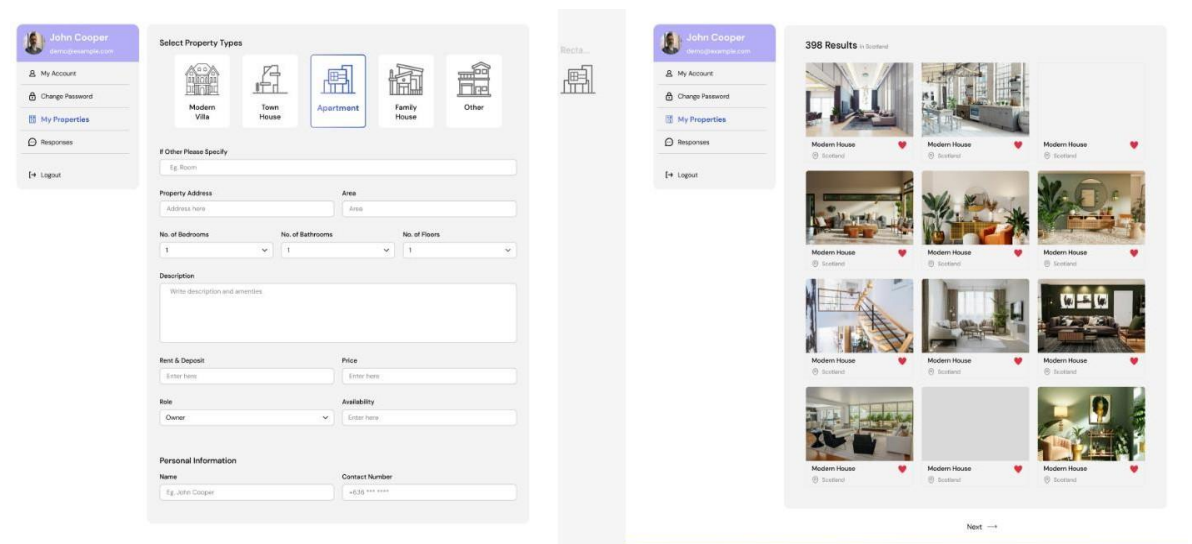 John Cooper
demo@example.com
My Account
Change Password
My Properties
Responses
Logout
Select Property Types
Modern Villa
Town House
Apartment
Family House
Other
If Other Please Specify
Eg. Room
Property Address
Area
Address here
Area
No. of Bedrooms
No. of Bathrooms
No. of Floors
1
1
1
Description
Write description and amenties
Rent & Deposit
Price
Enter here
Enter here
Role
Availability
Owner
Enter here
Personal Information
Name
Contact Number
Eg. John Cooper
+636 *** ****
Recta...
John Cooper
demo@example.com
My Account
Change Password
My Properties
Responses
Logout
398 Results in Scotland
Modern House
Scotland
Modern House
Scotland
Modern House
Scotland
Modern House
Scotland
Modern House
Scotland
Modern House
Scotland
Modern House
Scotland
Modern House
Scotland
Modern House
Scotland
Modern House
Scotland
Modern House
Scotland
Modern House
Scotland
Next